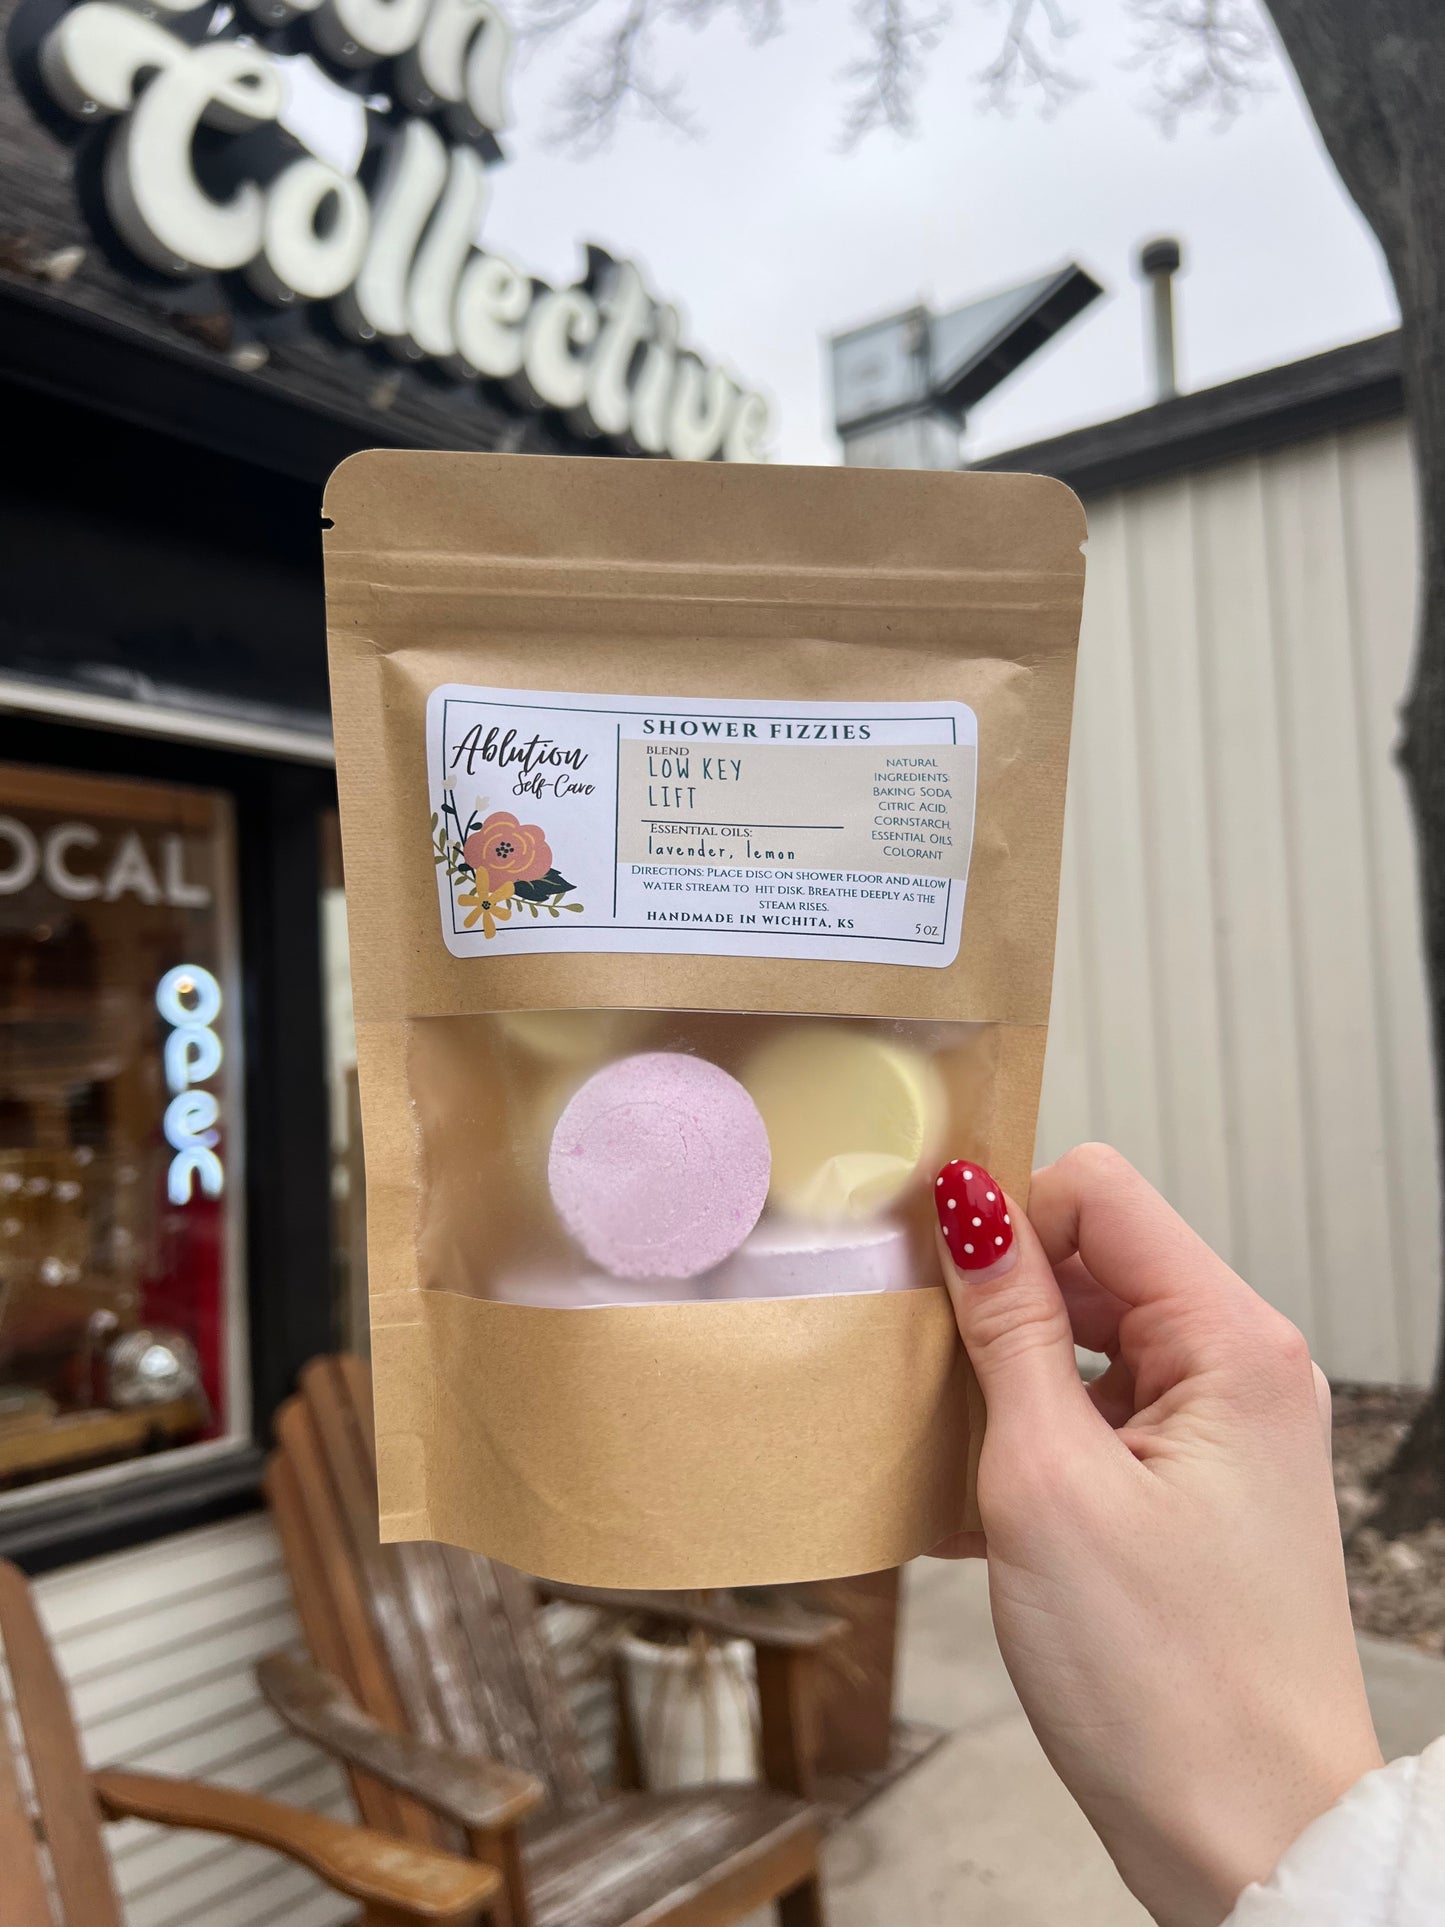 Collective
OCAL
open
Ablution
Self-Care
SHOWER FIZZIES
BLEND
LOW KEY
LIFT
ESSENTIAL OILS:
lavender, lemon
NATURAL
INGREDIENTS:
BAKING SODA,
CITRIC ACID,
CORNSTARCH,
ESSENTIAL OILS,
COLORANT
DIRECTIONS: PLACE DISC ON SHOWER FLOOR AND ALLOW
WATER STREAM TO HIT DISK. BREATHE DEEPLY AS THE
STEAM RISES.
HANDMADE IN WICHITA, KS
5 OZ.